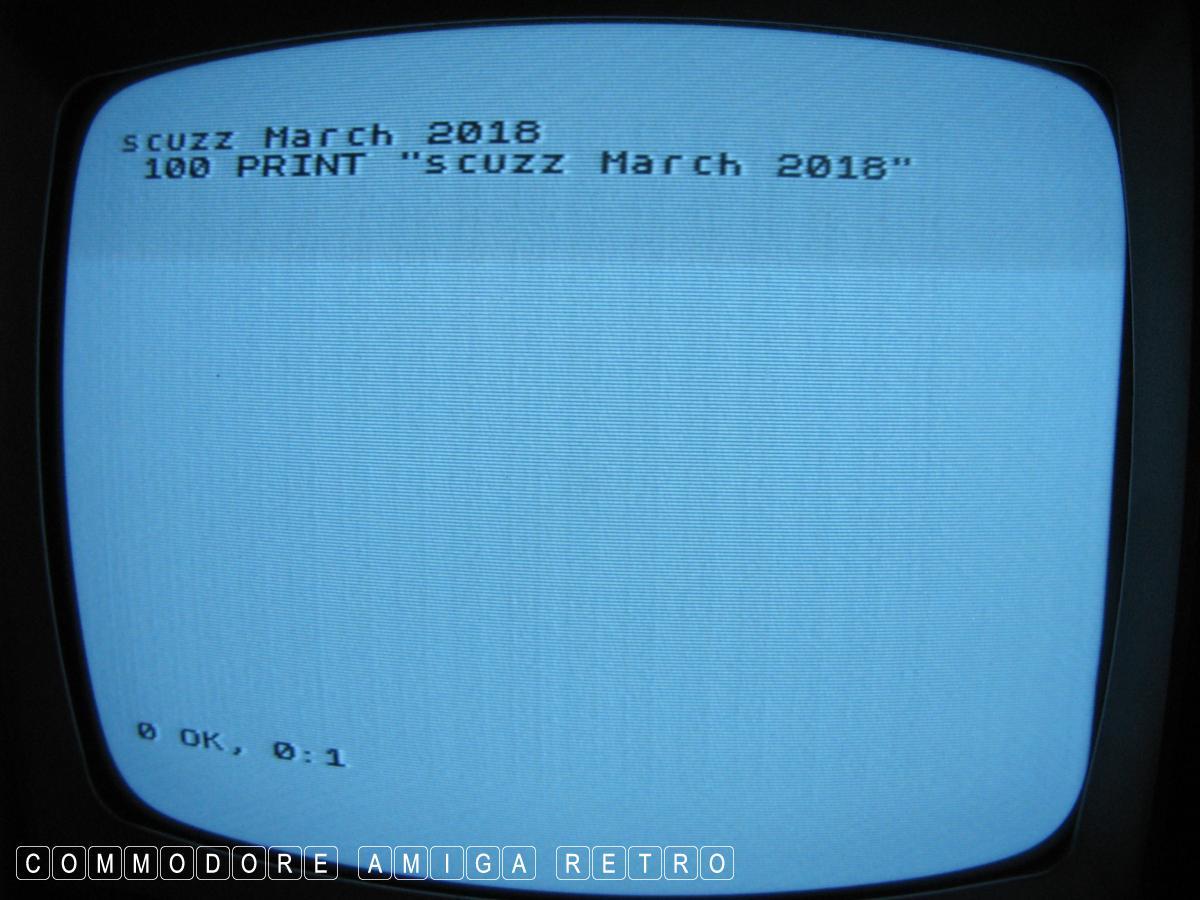 scuzz March 2018
100 PRINT "scuzz March 2018"
0 OK, 0:1
COMMODORE AMIGA RETRO